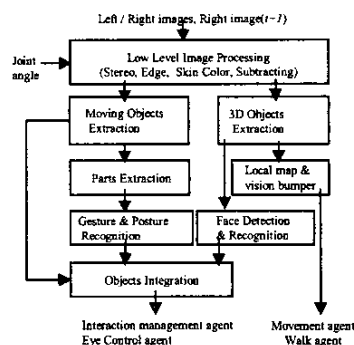 Left / Right images, Right image(t-1)
Joint
angle
Low Level Image Processing
(Stereo, Edge, Skin Color, Subtracting)
Moving Objects
Extraction
3D Objects
Extraction
Parts Extraction
Local map &
vision bumper
Gesture & Posture
Recognition
Face Detection
& Recognition
Objects Integration
Interaction management agent
Eye Control agent
Movement agent
Walk agent